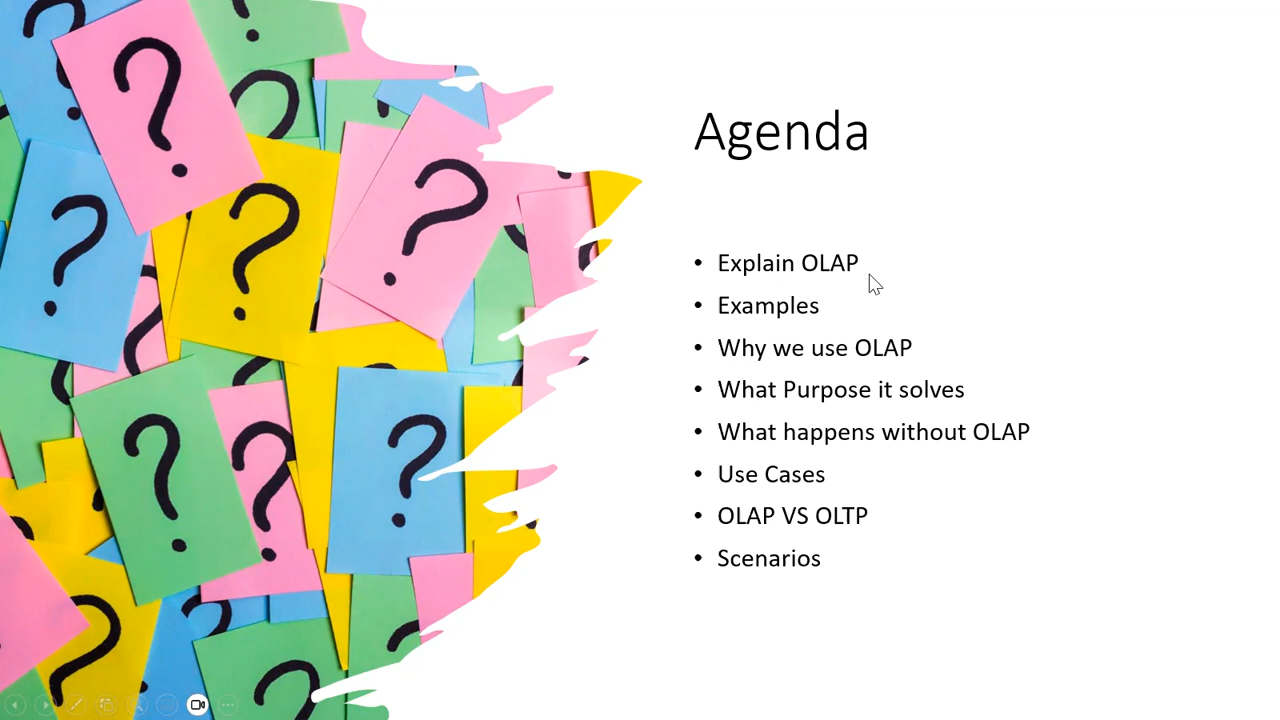 Agenda
• Explain OLAP
• Examples
• Why we use OLAP
• What Purpose it solves
• What happens without OLAP
• Use Cases
• OLAP VS OLTP
• Scenarios